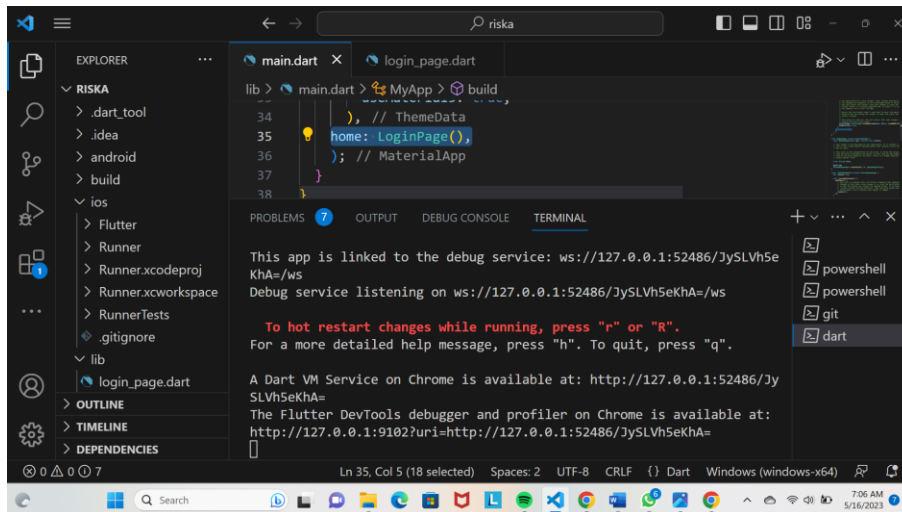 riska
EXPLORER
RISKA
.dart_tool
.idea
android
build
ios
Flutter
Runner
Runner.xcodeproj
Runner.xcworkspace
RunnerTests
.gitignore
lib
login_page.dart
OUTLINE
TIMELINE
DEPENDENCIES
1
main.dart
login_page.dart
lib > main.dart > MyApp > build
34 ), // ThemeData
35 home: LoginPage(),
36 ); // MaterialApp
37 }
38 }
PROBLEMS 7 OUTPUT DEBUG CONSOLE TERMINAL
This app is linked to the debug service: ws://127.0.0.1:52486/JySLVh5e
KhA=/ws
Debug service listening on ws://127.0.0.1:52486/JySLVh5eKhA=/ws
To hot restart changes while running, press "r" or "R".
For a more detailed help message, press "h". To quit, press "q".
A Dart VM Service on Chrome is available at: http://127.0.0.1:52486/Jy
SLVh5eKhA=
The Flutter DevTools debugger and profiler on Chrome is available at:
http://127.0.0.1:9102?uri=http://127.0.0.1:52486/JySLVh5eKhA=
powershell
powershell
git
dart
0 0 7 Ln 35, Col 5 (18 selected) Spaces: 2 UTF-8 CRLF {} Dart Windows (windows-x64)
Search
7:06 AM
5/16/2023